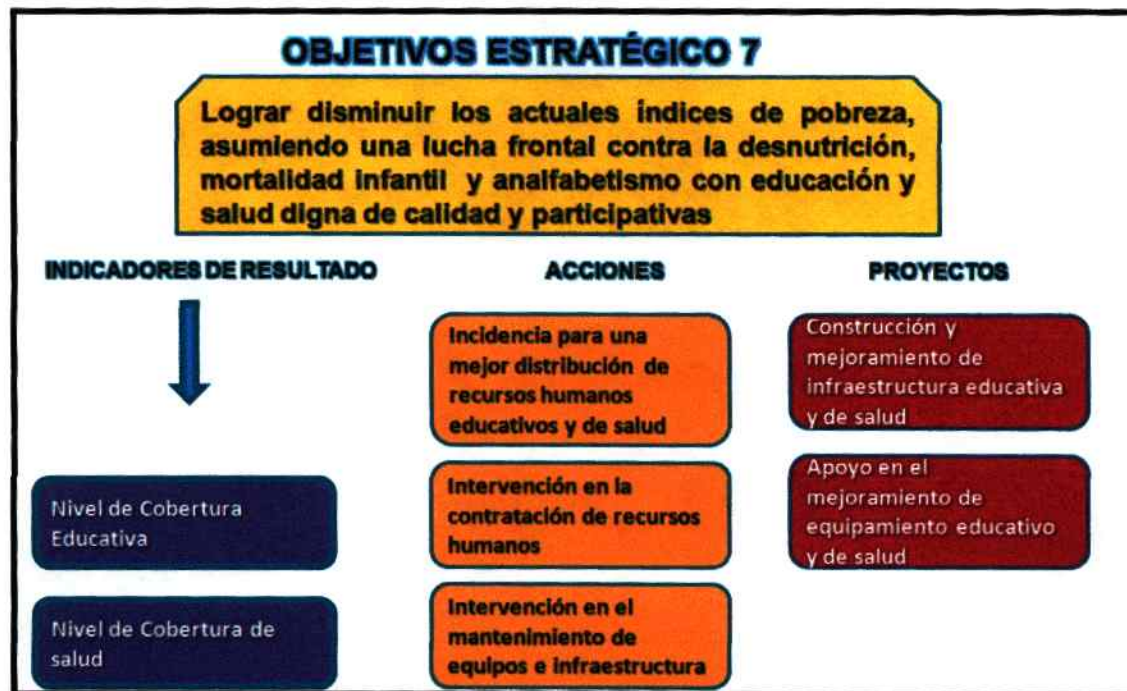 OBJETIVOS ESTRATÉGICO 7
Lograr disminuir los actuales índices de pobreza,
asumiendo una lucha frontal contra la desnutrición,
mortalidad infantil y analfabetismo con educación y
salud digna de calidad y participativas
INDICADORES DE RESULTADO
Nivel de Cobertura
Educativa
Nivel de Cobertura de
salud
ACCIONES
Incidencia para una
mejor distribución de
recursos humanos
educativos y de salud
Intervención en la
contratación de recursos
humanos
Intervención en el
mantenimiento de
equipos e infraestructura
PROYECTOS
Construcción y
mejoramiento de
infraestructura educativa
y de salud
Apoyo en el
mejoramiento de
equipamiento educativo
y de salud